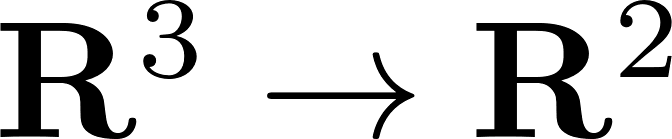 𝐑³ → 𝐑²